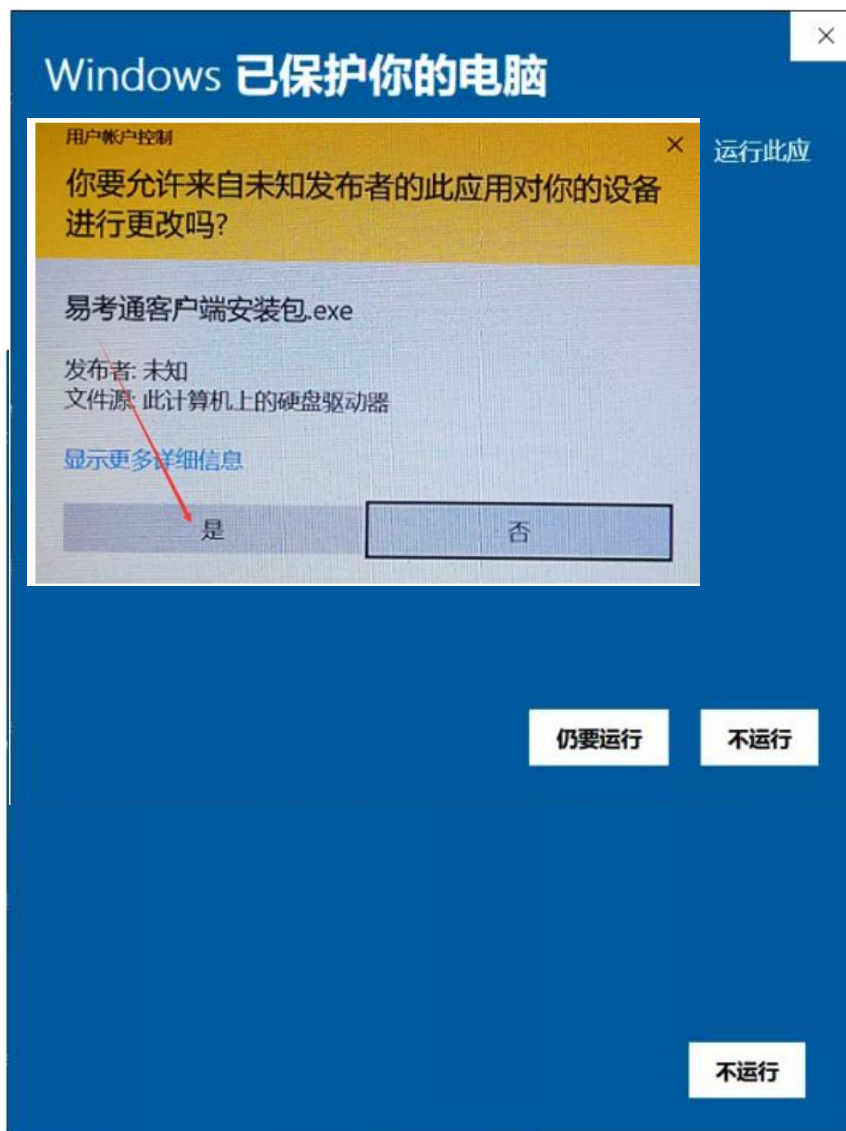 Windows 已保护你的电脑
运行此应
用户帐户控制
你要允许来自未知发布者的此应用对你的设备
进行更改吗?
易考通客户端安装包.exe
发布者: 未知
文件源: 此计算机上的硬盘驱动器
显示更多详细信息
是
否
仍要运行
不运行
不运行